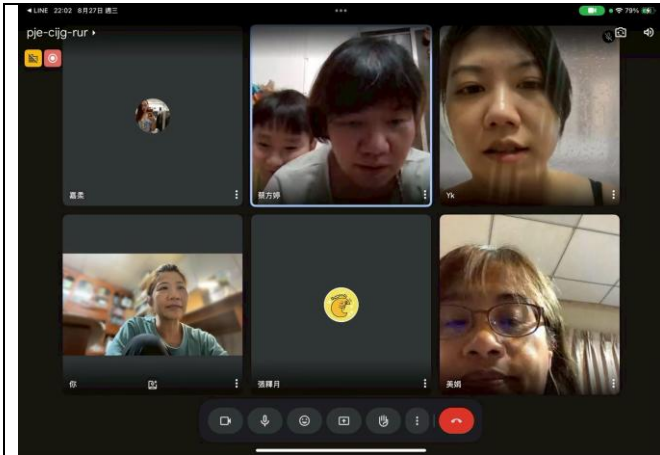 ◀ LINE 22:02 8月27日 週三
79%
pje-cijg-rur
嘉柔
蔡方婷
Yk
你
張釋月
美娟